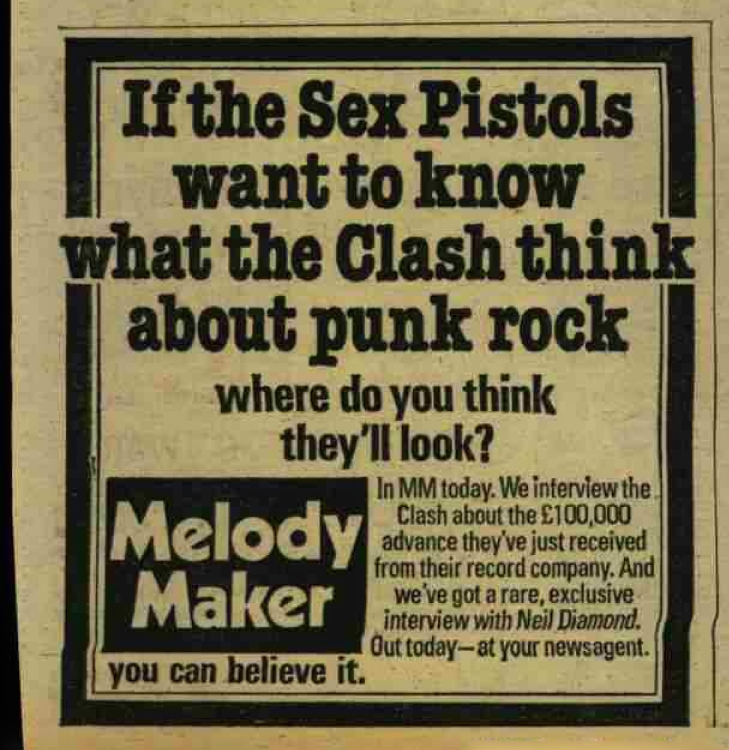 If the Sex Pistols
want to know
what the Clash think
about punk rock
where do you think
they'll look?
Melody
Maker
you can believe it.
In MM today. We interview the
Clash about the £100,000
advance they've just received
from their record company. And
we've got a rare, exclusive
interview with Neil Diamond.
Out today—at your newsagent.